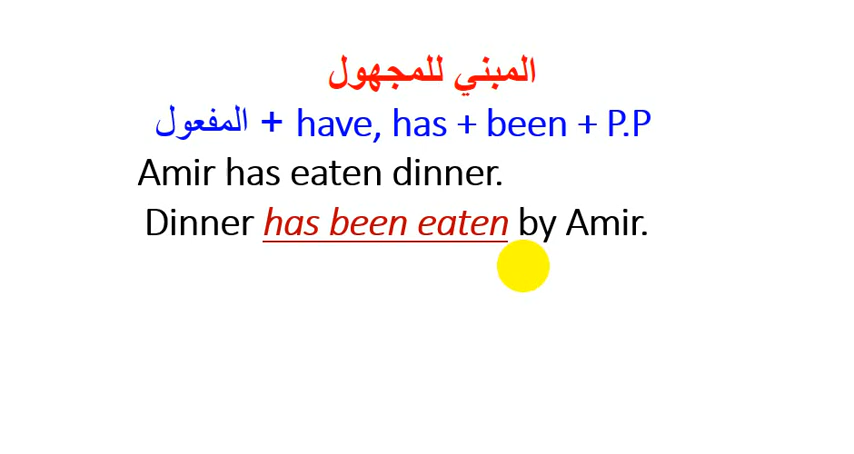 المبني للمجهول
المفعول + have, has + been + P.P
Amir has eaten dinner.
Dinner has been eaten by Amir.